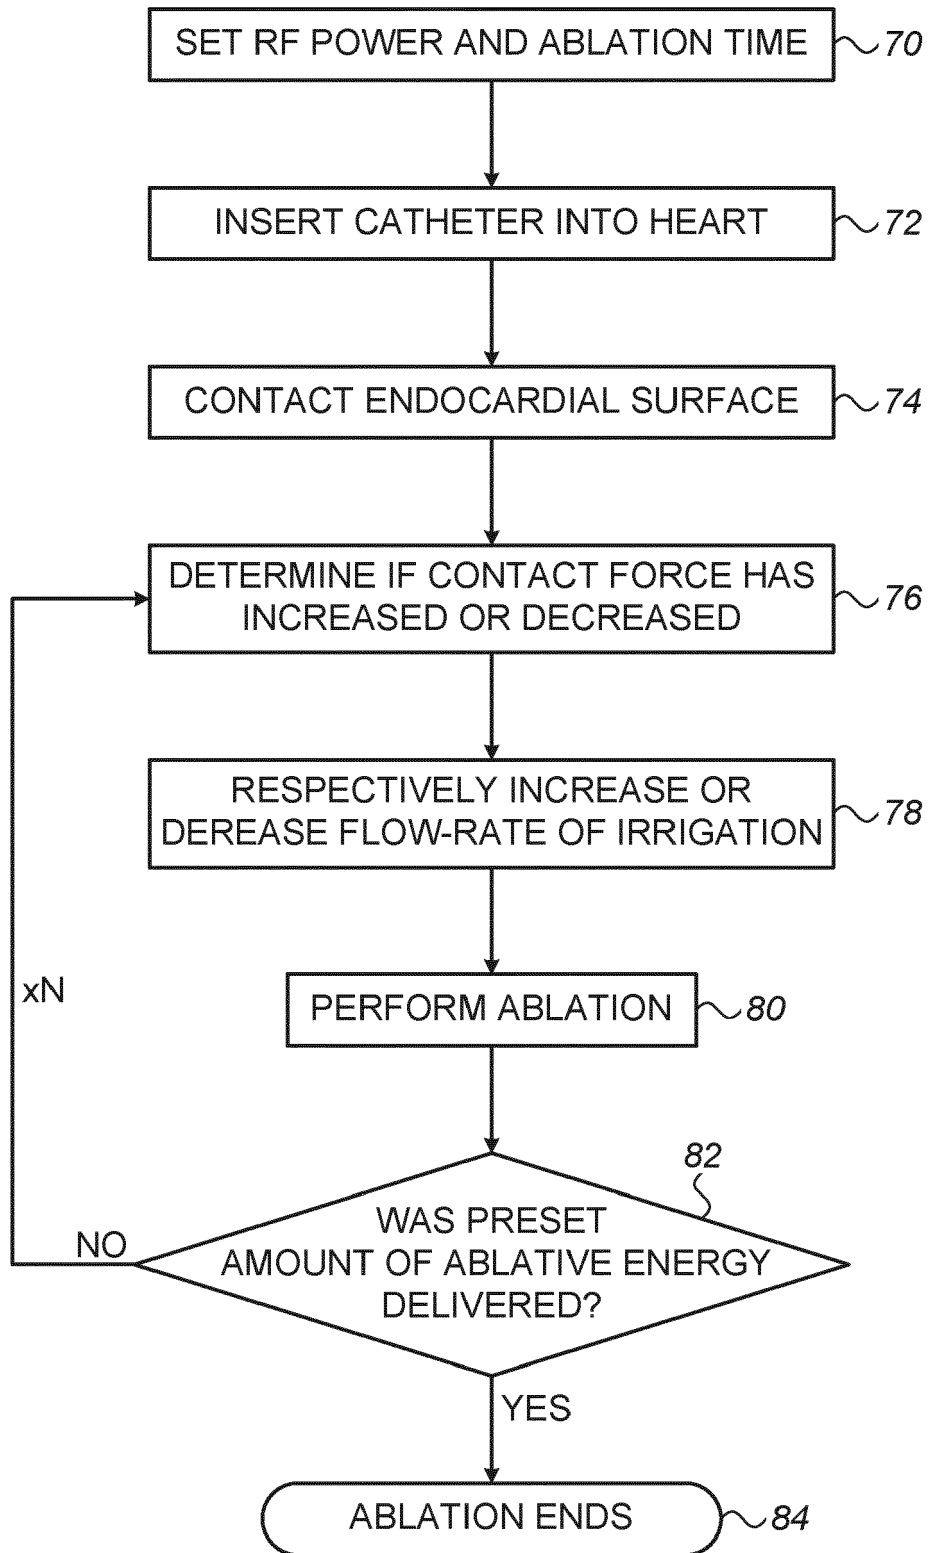 SET RF POWER AND ABLATION TIME 70
INSERT CATHETER INTO HEART 72
CONTACT ENDOCARDIAL SURFACE 74
DETERMINE IF CONTACT FORCE HAS
INCREASED OR DECREASED 76
RESPECTIVELY INCREASE OR
DEREASE FLOW-RATE OF IRRIGATION 78
xN
PERFORM ABLATION 80
82
WAS PRESET
NO
AMOUNT OF ABLATIVE ENERGY
DELIVERED?
YES
ABLATION ENDS 84